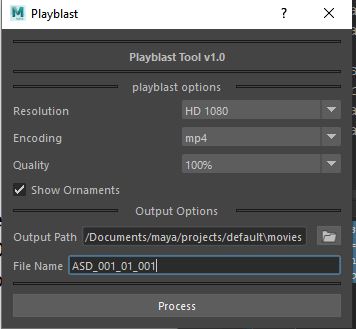 Playblast
Playblast Tool v1.0
playblast options
Resolution HD 1080
Encoding mp4
Quality 100%
Show Ornaments
Output Options
Output Path /Documents/maya/projects/default\movies
File Name ASD_001_01_001
Process